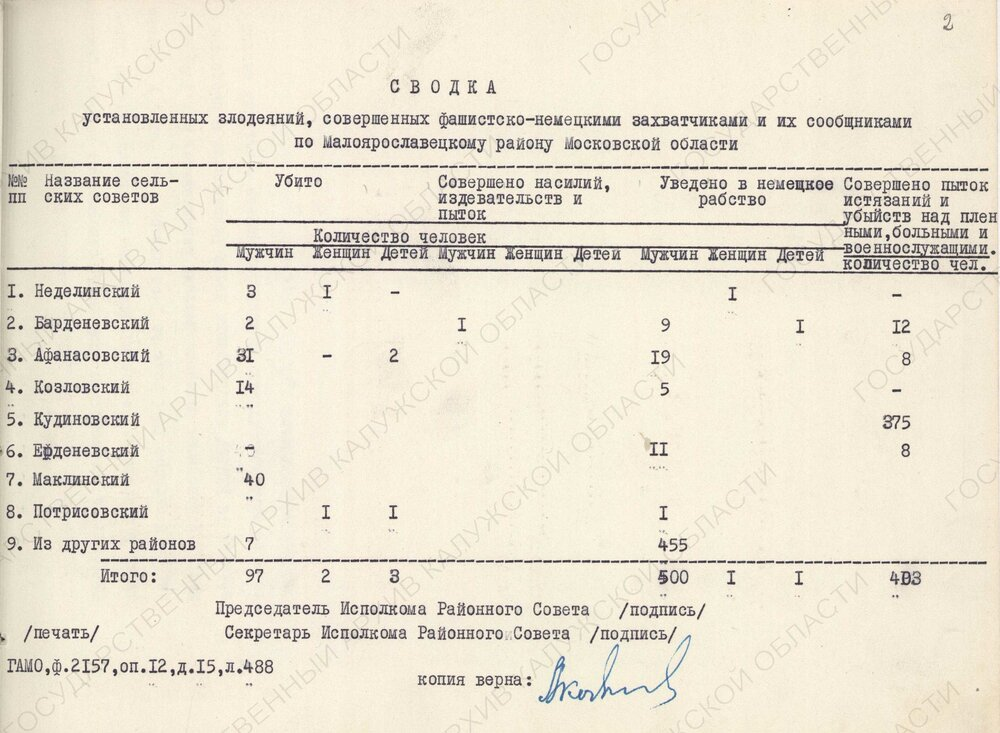 2
СВОДКА
установленных злодеяний, совершенных фашистско-немецкими захватчиками и их сообщниками
по Малоярославецкому району Московской области
№№ пп Название сель- ских советов Убито Совершено насилий, издевательств и пыток Уведено в немецкое рабство Совершено пыток истязаний и убийств над плен ными,больными и военнослужащими. количество чел.
Количество человек
Мужчин Женщин Детей Мужчин Женщин Детей Мужчин Женщин Детей
I. Неделинский 3 I - I -
2. Барденевский 2 I 9 I I2
3. Афанасовский 3I - 2 I9 8
4. Козловский I4 5 -
5. Кудиновский 375
6. Ефденевский - II 8
7. Маклинский 40
8. Потрисовский I I I
9. Из других районов 7 455
Итого: 97 2 3 500 I I 403
Председатель Исполкома Районного Совета /подпись/
/печать/ Секретарь Исполкома Районного Совета /подпись/
ГАМО,ф.2I57,оп.I2,д.I5,л.488
копия верна:
ГОСУДАРСТВЕННЫЙ АРХИВ КАЛУЖСКОЙ ОБЛАСТИ